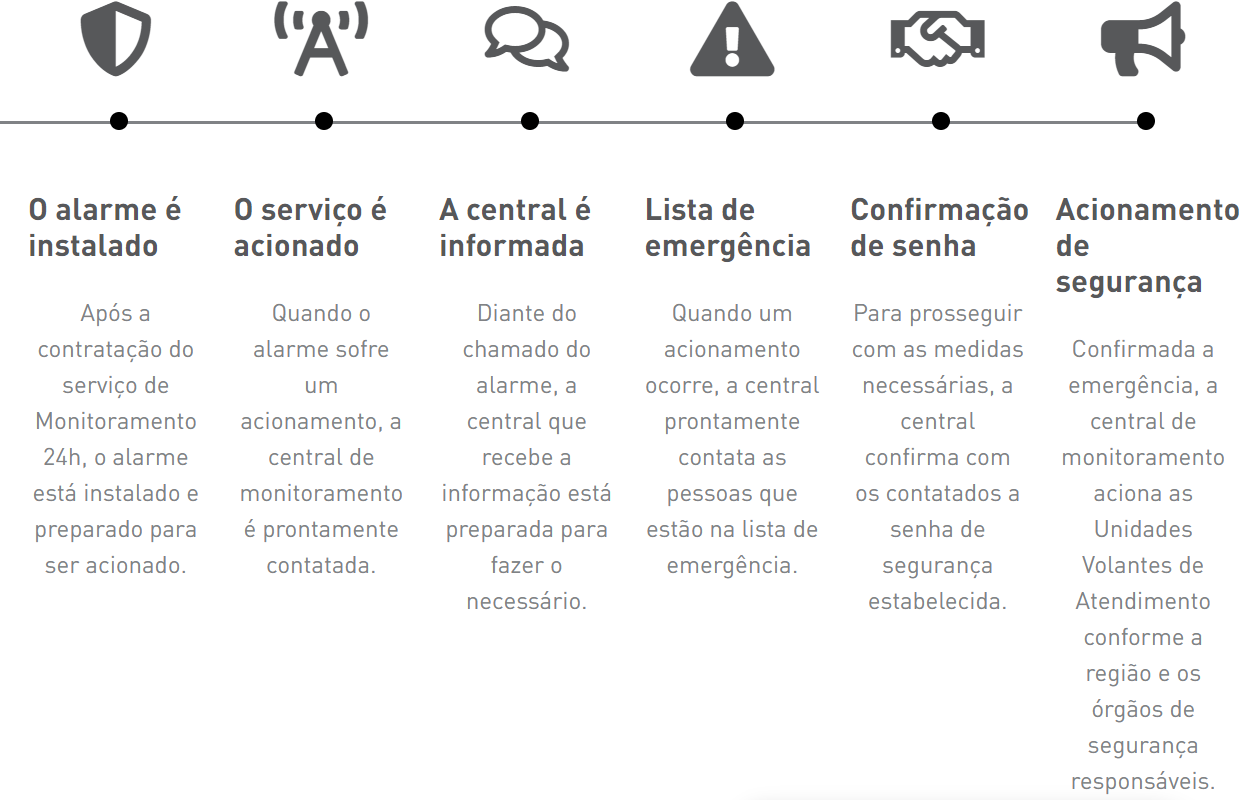 O alarme é
instalado
Após a
contratação do
serviço de
Monitoramento
24h, o alarme
está instalado e
preparado para
ser acionado.
O serviço é
acionado
Quando o
alarme sofre
um
acionamento, a
central de
monitoramento
é prontamente
contatada.
A central é
informada
Diante do
chamado do
alarme, a
central que
recebe a
informação está
preparada para
fazer o
necessário.
Lista de
emergência
Quando um
acionamento
ocorre, a central
prontamente
contata as
pessoas que
estão na lista de
emergência.
Confirmação
de senha
Para prosseguir
com as medidas
necessárias, a
central
confirma com
os contatados a
senha de
segurança
estabelecida.
Acionamento
de
segurança
Confirmada a
emergência, a
central de
monitoramento
aciona as
Unidades
Volantes de
Atendimento
conforme a
região e os
órgãos de
segurança
responsáveis.